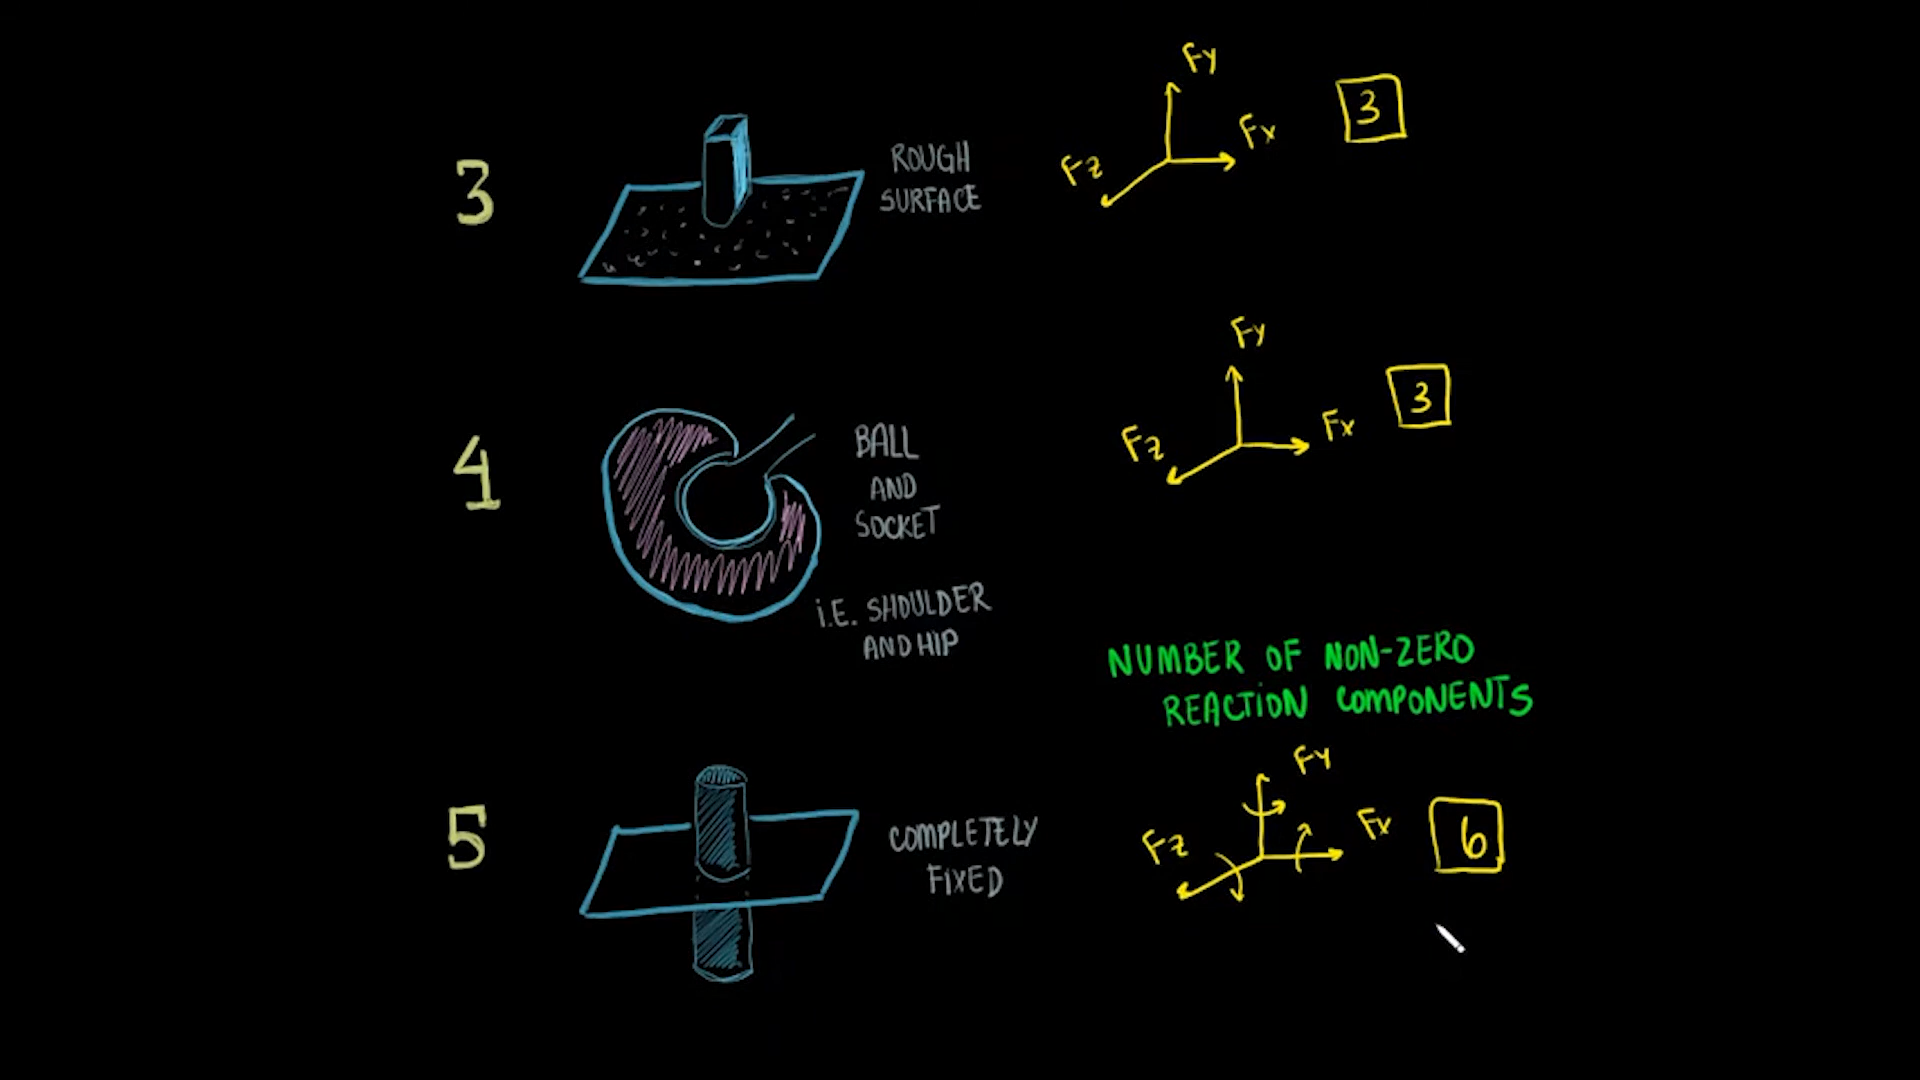 3
ROUGH
SURFACE
Fy
Fx
Fz
3
4
BALL
AND
SOCKET
i.E. SHOULDER
AND HIP
Fy
Fx
Fz
3
NUMBER OF NON-ZERO
REACTION COMPONENTS
5
COMPLETELY
FIXED
Fy
Fx
Fz
6